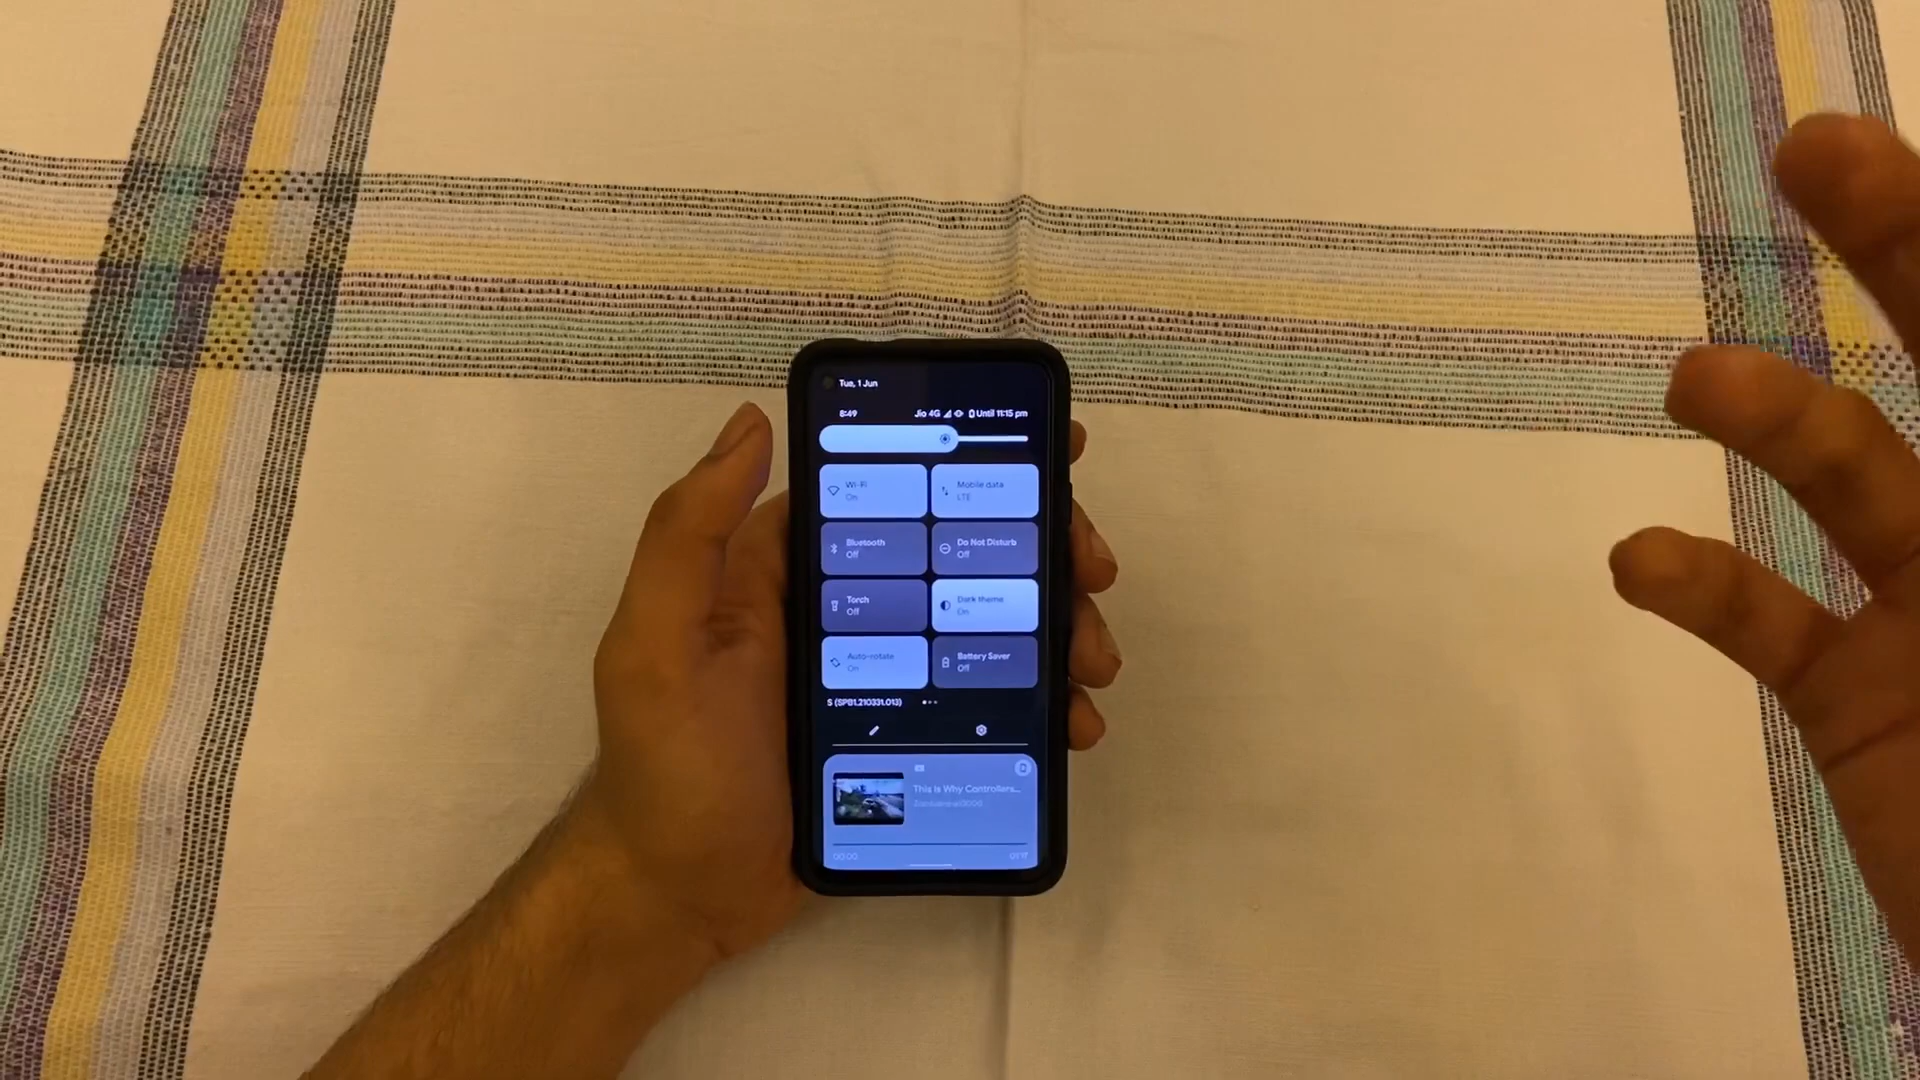 Tue, 1 Jun
8:49 Jio 4G Until 11:15 pm
Wi-Fi
On
Mobile data
LTE
Bluetooth
Off
Do Not Disturb
Off
Torch
Off
Dark theme
On
Auto-rotate
On
Battery Saver
Off
S (SPB1.210331.013)
This Is Why Controllers...
00:00